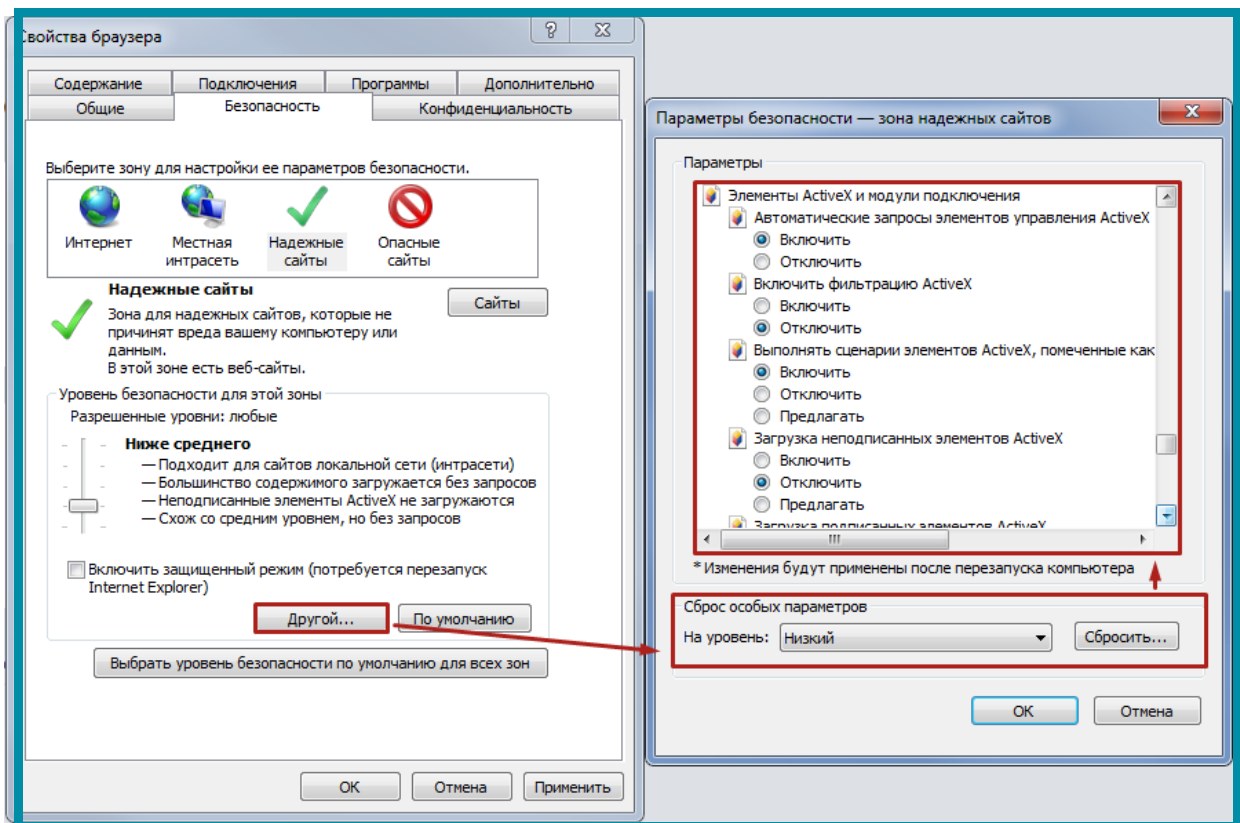 Свойства браузера
Содержание Подключения Программы Дополнительно
Общие Безопасность Конфиденциальность
Выберите зону для настройки ее параметров безопасности.
Интернет
Местная интрасеть
Надежные сайты
Опасные сайты
Надежные сайты
Сайты
Зона для надежных сайтов, которые не
причинят вреда вашему компьютеру или
данным.
В этой зоне есть веб-сайты.
Уровень безопасности для этой зоны
Разрешенные уровни: любые
Ниже среднего
— Подходит для сайтов локальной сети (интрасети)
— Большинство содержимого загружается без запросов
— Неподписанные элементы ActiveX не загружаются
— Схож со средним уровнем, но без запросов
Включить защищенный режим (потребуется перезапуск
Internet Explorer)
Другой... По умолчанию
Выбрать уровень безопасности по умолчанию для всех зон
ОК Отмена Применить
Параметры безопасности — зона надежных сайтов
Параметры
Элементы ActiveX и модули подключения
Автоматические запросы элементов управления ActiveX
Включить
Отключить
Включить фильтрацию ActiveX
Включить
Отключить
Выполнять сценарии элементов ActiveX, помеченные как
Включить
Отключить
Предлагать
Загрузка неподписанных элементов ActiveX
Включить
Отключить
Предлагать
Загрузка подписанных элементов ActiveX
* Изменения будут применены после перезапуска компьютера
Сброс особых параметров
На уровень: Низкий Сбросить...
ОК Отмена